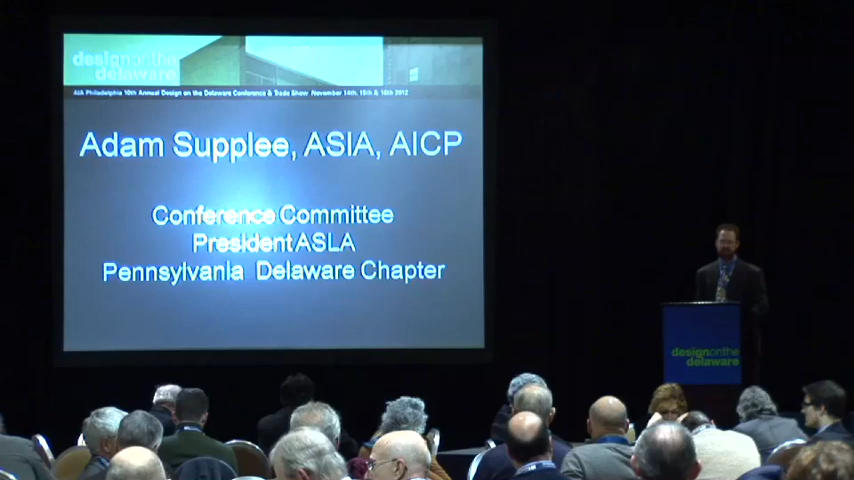 designonthe
delaware
AIA Philadelphia 10th Annual Design on the Delaware Conference & Trade Show November 14th, 15th & 16th 2012
Adam Supplee, ASIA, AICP
Conference Committee
President ASLA
Pennsylvania Delaware Chapter
designonthe
delaware